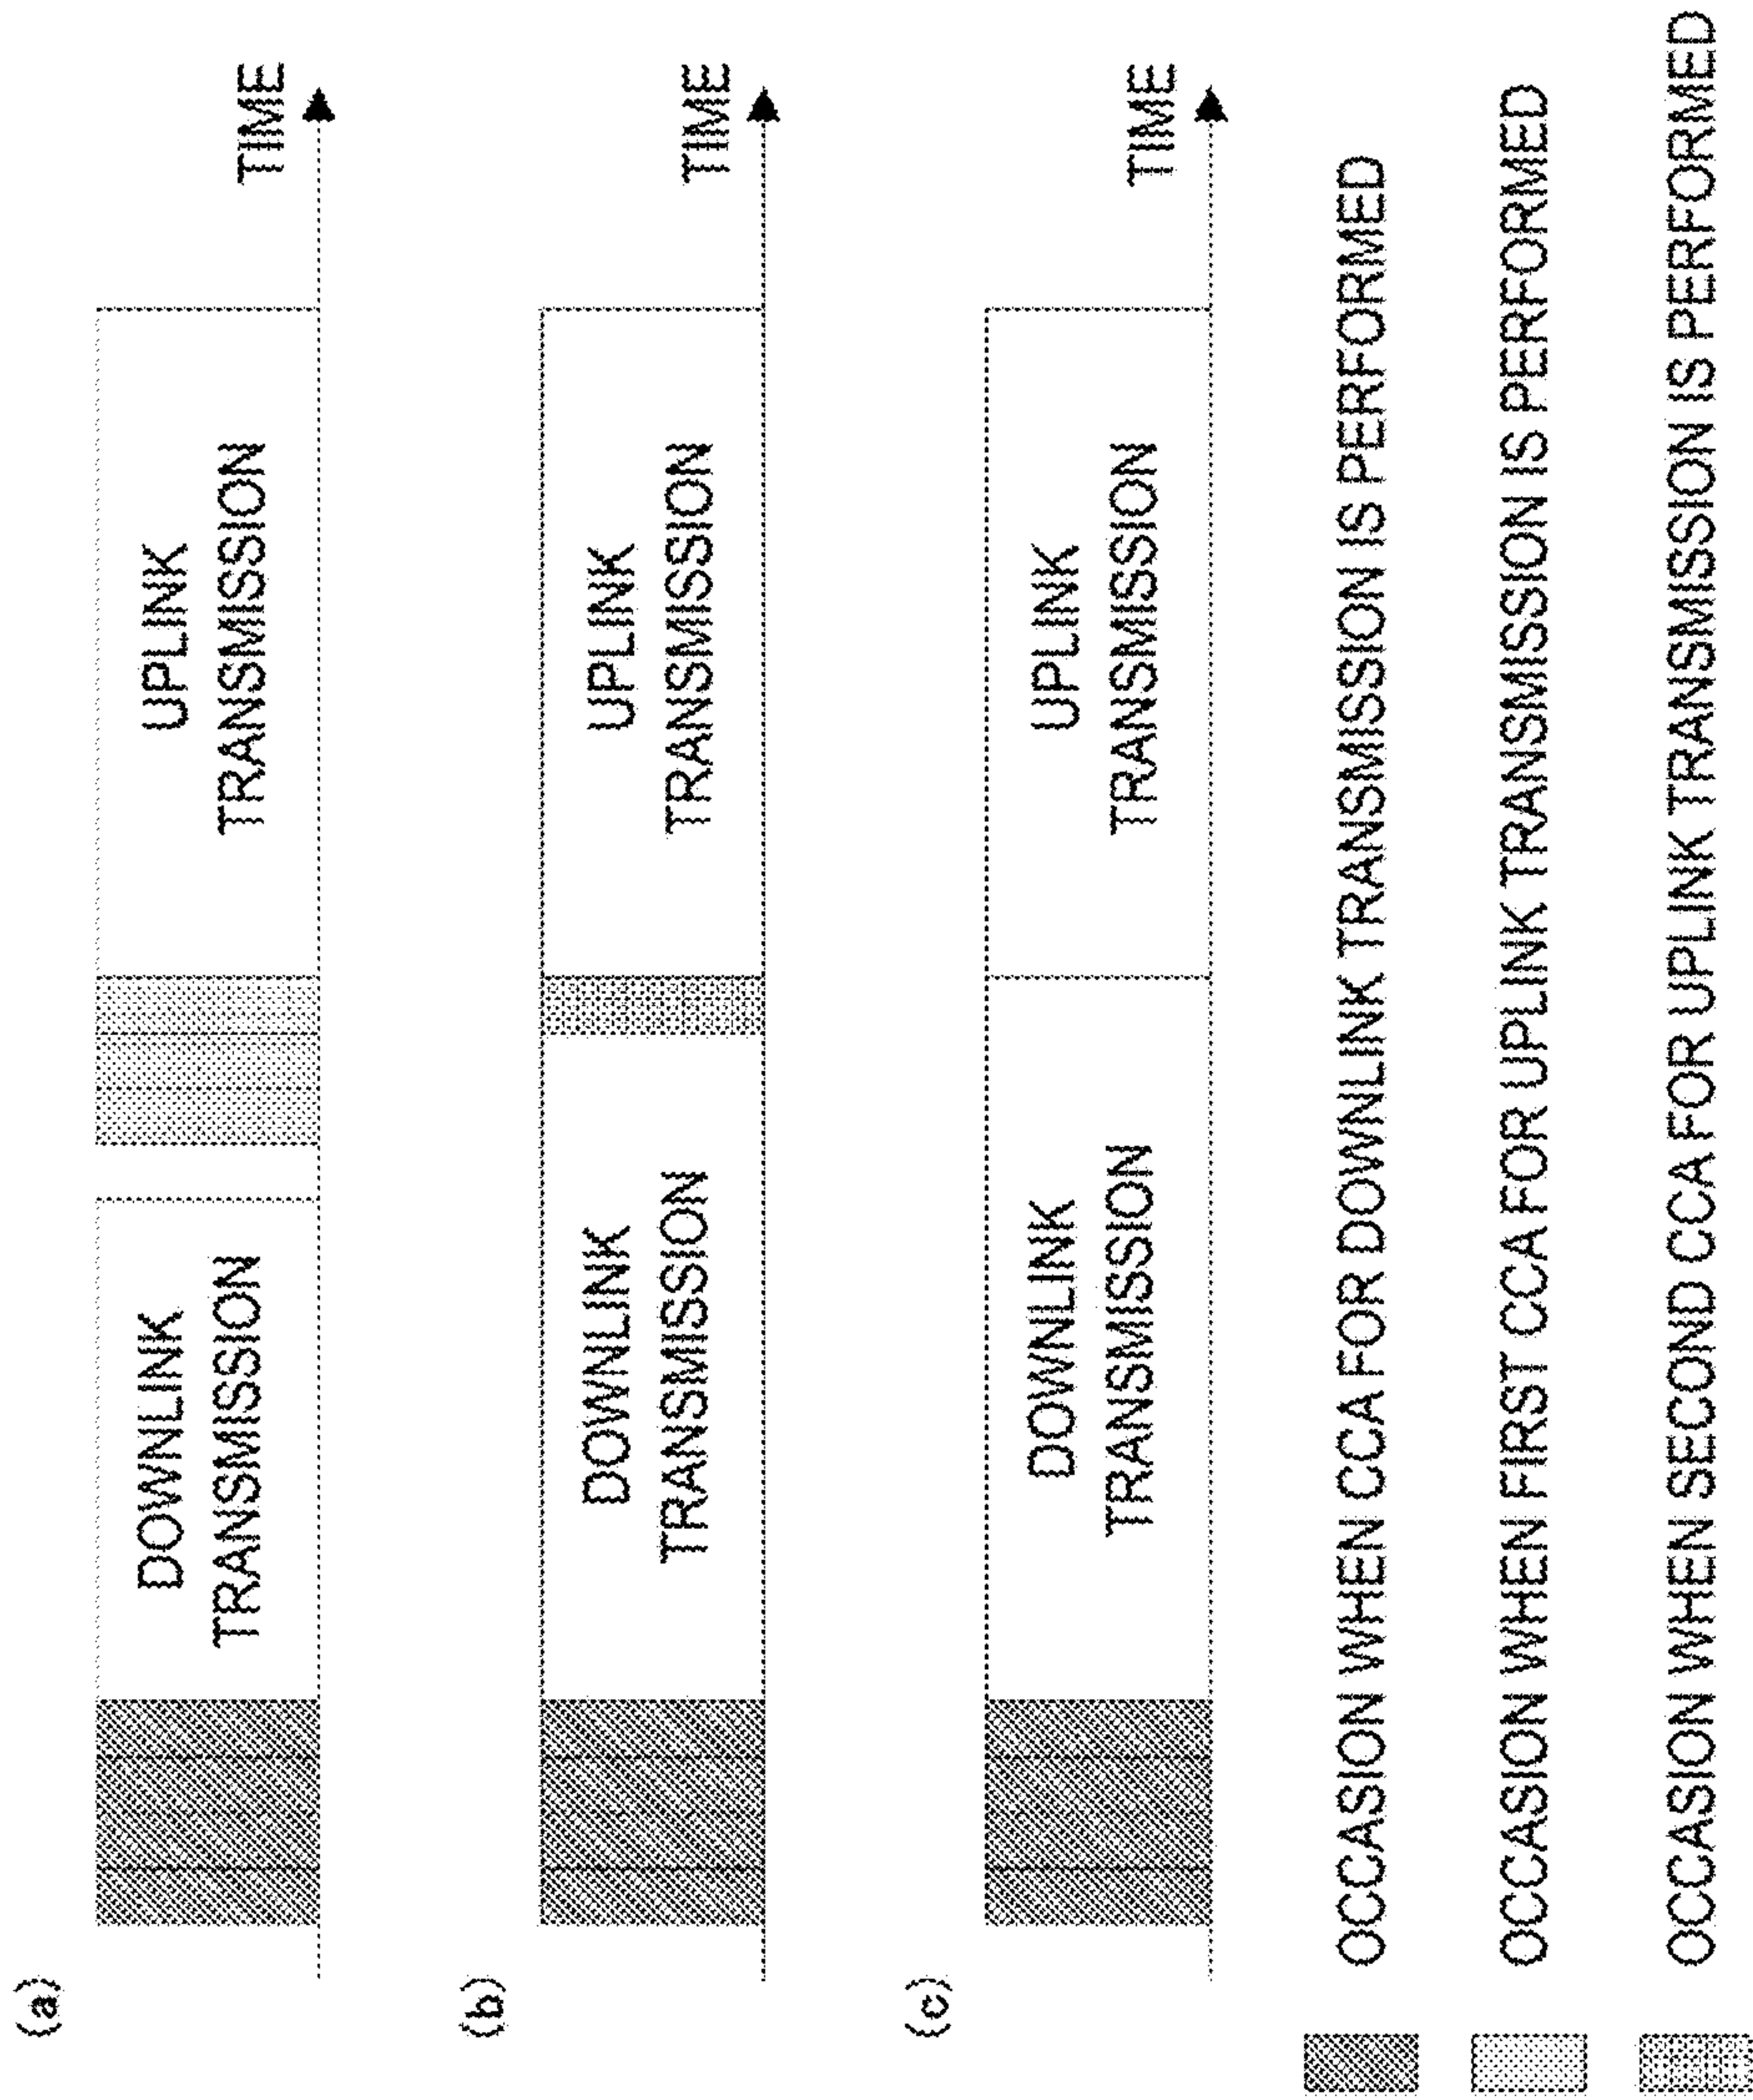 (a)
DOWNLINK
TRANSMISSION
UPLINK
TRANSMISSION
TIME
(b)
DOWNLINK
TRANSMISSION
UPLINK
TRANSMISSION
TIME
(c)
DOWNLINK
TRANSMISSION
UPLINK
TRANSMISSION
TIME
OCCASION WHEN CCA FOR DOWNLINK TRANSMISSION IS PERFORMED
OCCASION WHEN FIRST CCA FOR UPLINK TRANSMISSION IS PERFORMED
OCCASION WHEN SECOND CCA FOR UPLINK TRANSMISSION IS PERFORMED